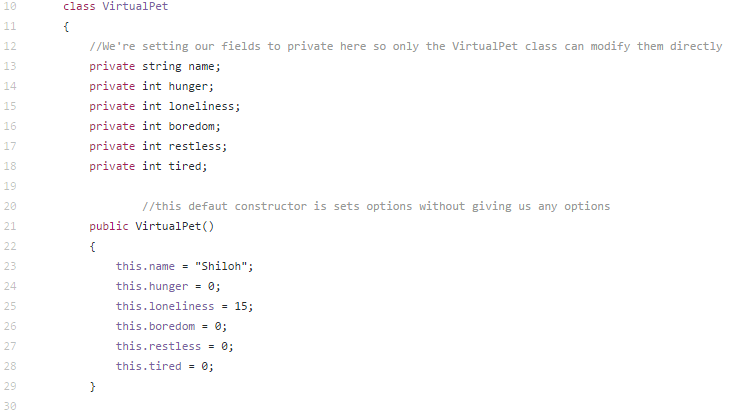 10 class VirtualPet
11 {
12 //We're setting our fields to private here so only the VirtualPet class can modify them directly
13 private string name;
14 private int hunger;
15 private int loneliness;
16 private int boredom;
17 private int restless;
18 private int tired;
19
20 //this defaut constructor is sets options without giving us any options
21 public VirtualPet()
22 {
23 this.name = "Shiloh";
24 this.hunger = 0;
25 this.loneliness = 15;
26 this.boredom = 0;
27 this.restless = 0;
28 this.tired = 0;
29 }
30